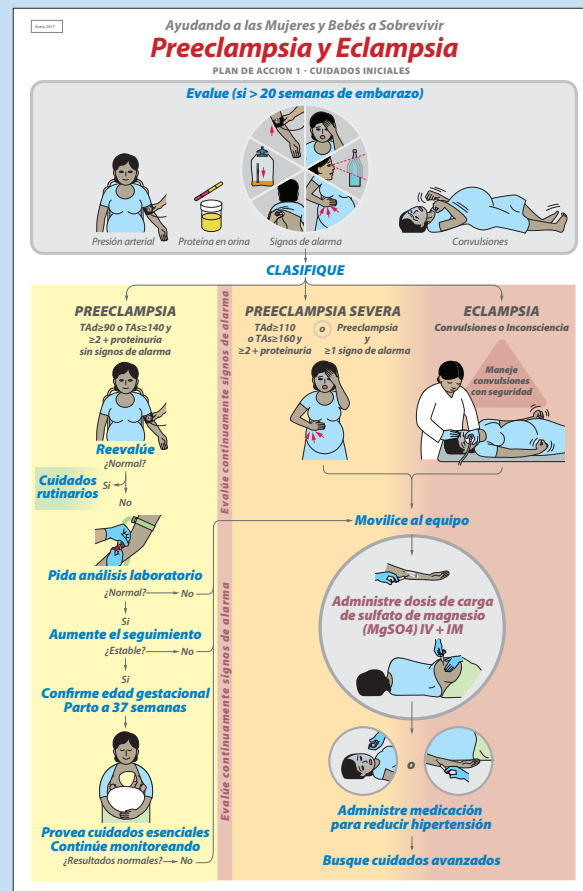 Enero 2017
Ayudando a las Mujeres y Bebés a Sobrevivir
Preeclampsia y Eclampsia
PLAN DE ACCION 1 - CUIDADOS INICIALES
Evalue (si > 20 semanas de embarazo)
Presión arterial
Proteína en orina
Signos de alarma
Convulsiones
CLASIFIQUE
PREECLAMPSIA
TAd≥90 o TAs≥140 y
≥2 + proteinuria
sin signos de alarma
Reevalúe
¿Normal?
Cuidados
rutinarios
Si
No
Pida análisis laboratorio
¿Normal?
No
Si
Aumente el seguimiento
¿Estable?
No
Si
Confirme edad gestacional
Parto a 37 semanas
Provea cuidados esenciales
Continúe monitoreando
¿Resultados normales?
No
Evalúe continuamente signos de alarma
Evalúe continuamente signos de alarma
PREECLAMPSIA SEVERA
TAd≥110
o TAs≥160 y
≥2 + proteinuria
o
Preeclampsia
y
≥1 signo de alarma
ECLAMPSIA
Convulsiones o Inconsciencia
Maneje
convulsiones
con seguridad
Movilice al equipo
Administre dosis de carga
de sulfato de magnesio
(MgSO4) IV + IM
o
Administre medicación
para reducir hipertensión
Busque cuidados avanzados